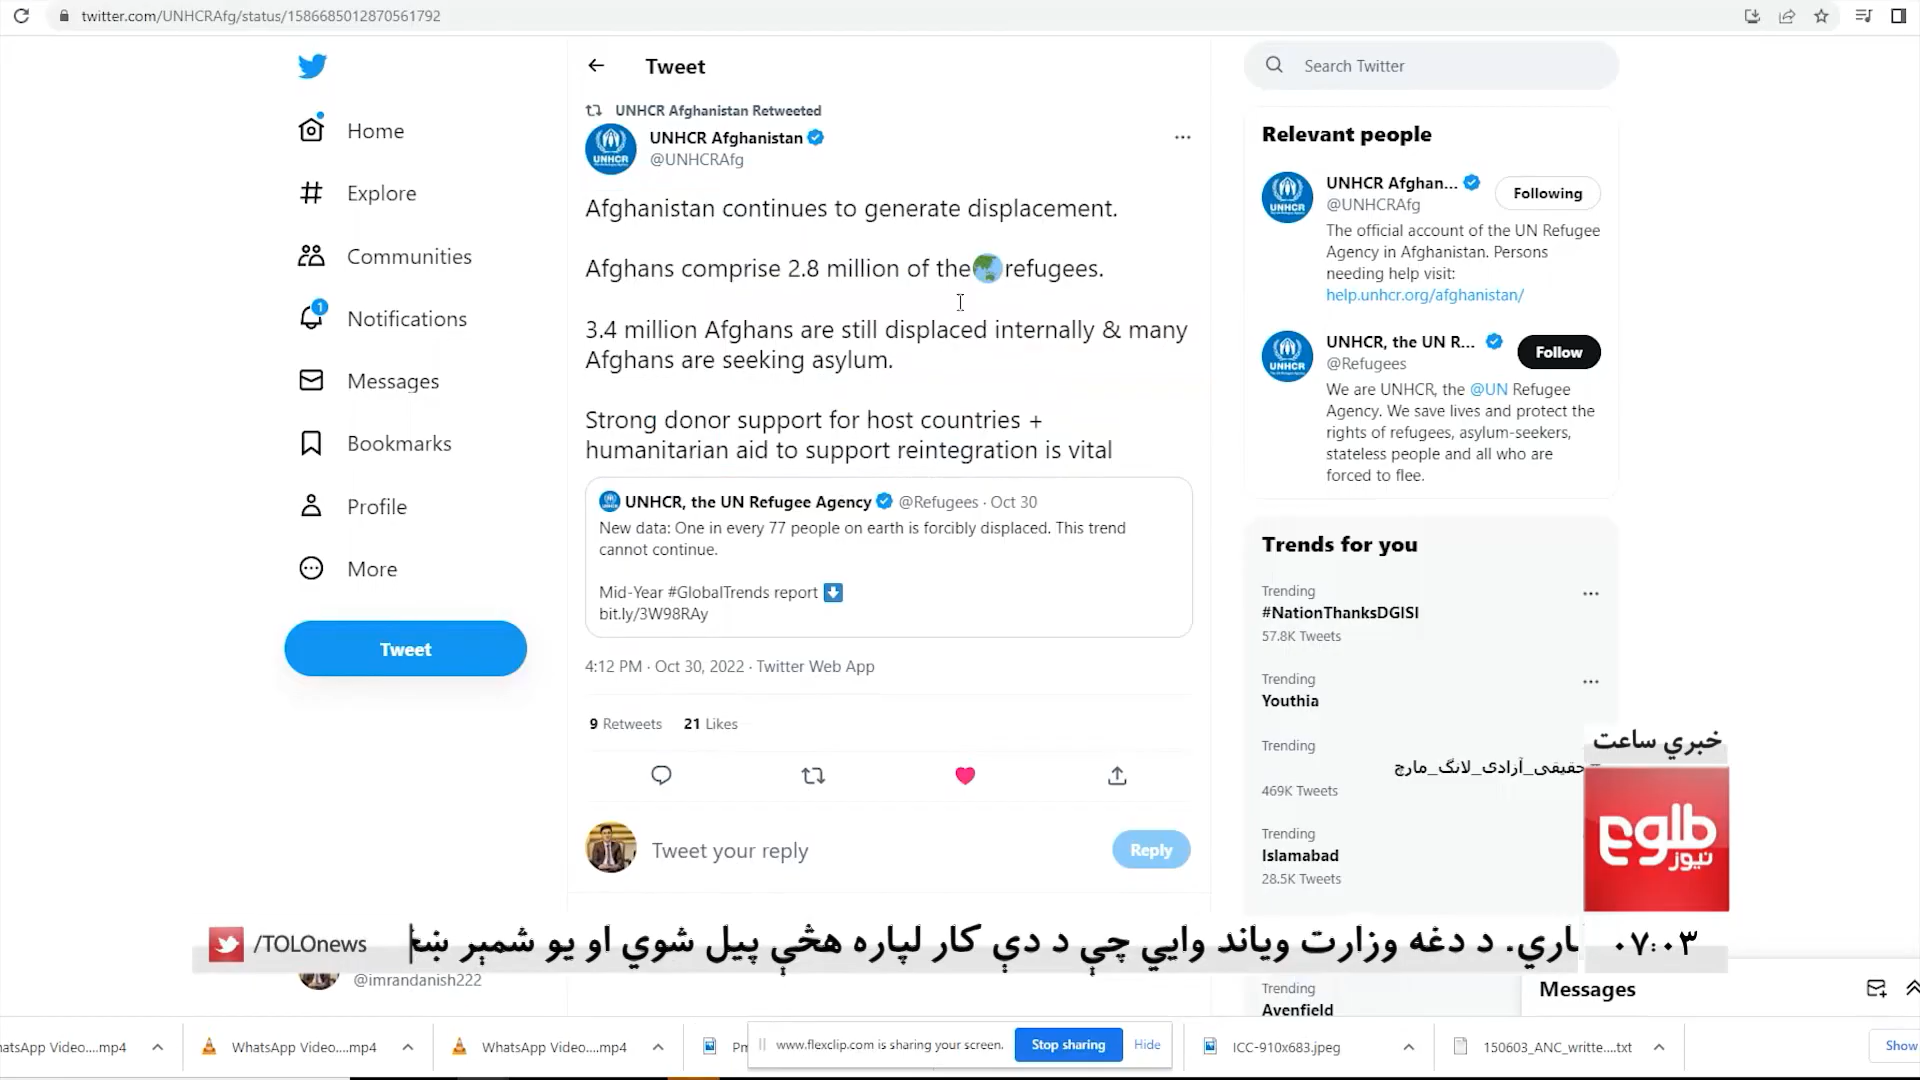 twitter.com/UNHCRAfg/status/1586685012870561792
Home
Explore
Communities
1
Notifications
Messages
Bookmarks
Profile
More
Tweet
@imrandanish222
Tweet
UNHCR Afghanistan Retweeted
UNHCR
UNHCR Afghanistan
@UNHCRAfg
Afghanistan continues to generate displacement.
Afghans comprise 2.8 million of the🌏refugees.
3.4 million Afghans are still displaced internally & many
Afghans are seeking asylum.
Strong donor support for host countries +
humanitarian aid to support reintegration is vital
UNHCR, the UN Refugee Agency @Refugees · Oct 30
New data: One in every 77 people on earth is forcibly displaced. This trend
cannot continue.
Mid-Year #GlobalTrends report ⬇
bit.ly/3W98RAy
4:12 PM · Oct 30, 2022 · Twitter Web App
9 Retweets 21 Likes
Tweet your reply
Reply
Search Twitter
Relevant people
UNHCR
UNHCR Afghan...
@UNHCRAfg
Following
The official account of the UN Refugee
Agency in Afghanistan. Persons
needing help visit:
help.unhcr.org/afghanistan/
UNHCR
UNHCR, the UN R...
@Refugees
Follow
We are UNHCR, the @UN Refugee
Agency. We save lives and protect the
rights of refugees, asylum-seekers,
stateless people and all who are
forced to flee.
Trends for you
Trending
#NationThanksDGISI
57.8K Tweets
Trending
Youthia
Trending
حقیقی_آزادی_لانگ_مارچ
469K Tweets
Trending
Islamabad
28.5K Tweets
Trending
Avenfield
Messages
خبري ساعت
طلوع
نیوز
۰۷:۰۳
/TOLOnews
د دغه وزارت ویاند وايي چې د دې کار لپاره هڅې پیل شوي او یو شمېر
atsApp Video....mp4
WhatsApp Video....mp4
WhatsApp Video....mp4
www.flexclip.com is sharing your screen.
Stop sharing
Hide
ICC-910x683.jpeg
150603_ANC_writte....txt
Show